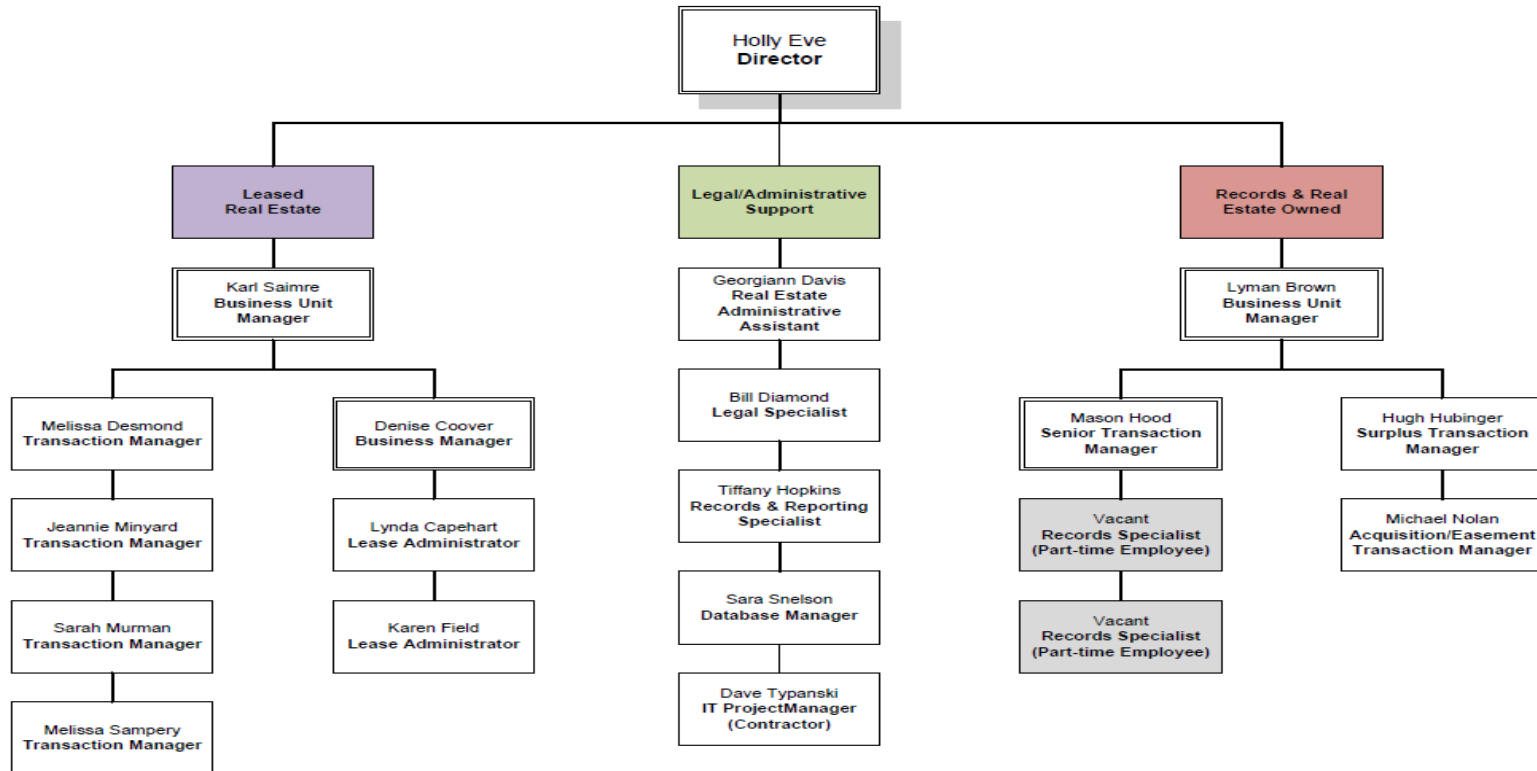 Holly Eve
Director
Leased
Real Estate
Legal/Administrative
Support
Records & Real
Estate Owned
Karl Saimre
Business Unit
Manager
Georgiann Davis
Real Estate
Administrative
Assistant
Lyman Brown
Business Unit
Manager
Melissa Desmond
Transaction Manager
Denise Coover
Business Manager
Bill Diamond
Legal Specialist
Mason Hood
Senior Transaction
Manager
Hugh Hubinger
Surplus Transaction
Manager
Jeannie Minyard
Transaction Manager
Lynda Capehart
Lease Administrator
Tiffany Hopkins
Records & Reporting
Specialist
Vacant
Records Specialist
(Part-time Employee)
Michael Nolan
Acquisition/Easement
Transaction Manager
Sarah Murman
Transaction Manager
Karen Field
Lease Administrator
Sara Snelson
Database Manager
Vacant
Records Specialist
(Part-time Employee)
Melissa Sampery
Transaction Manager
Dave Typanski
IT ProjectManager
(Contractor)